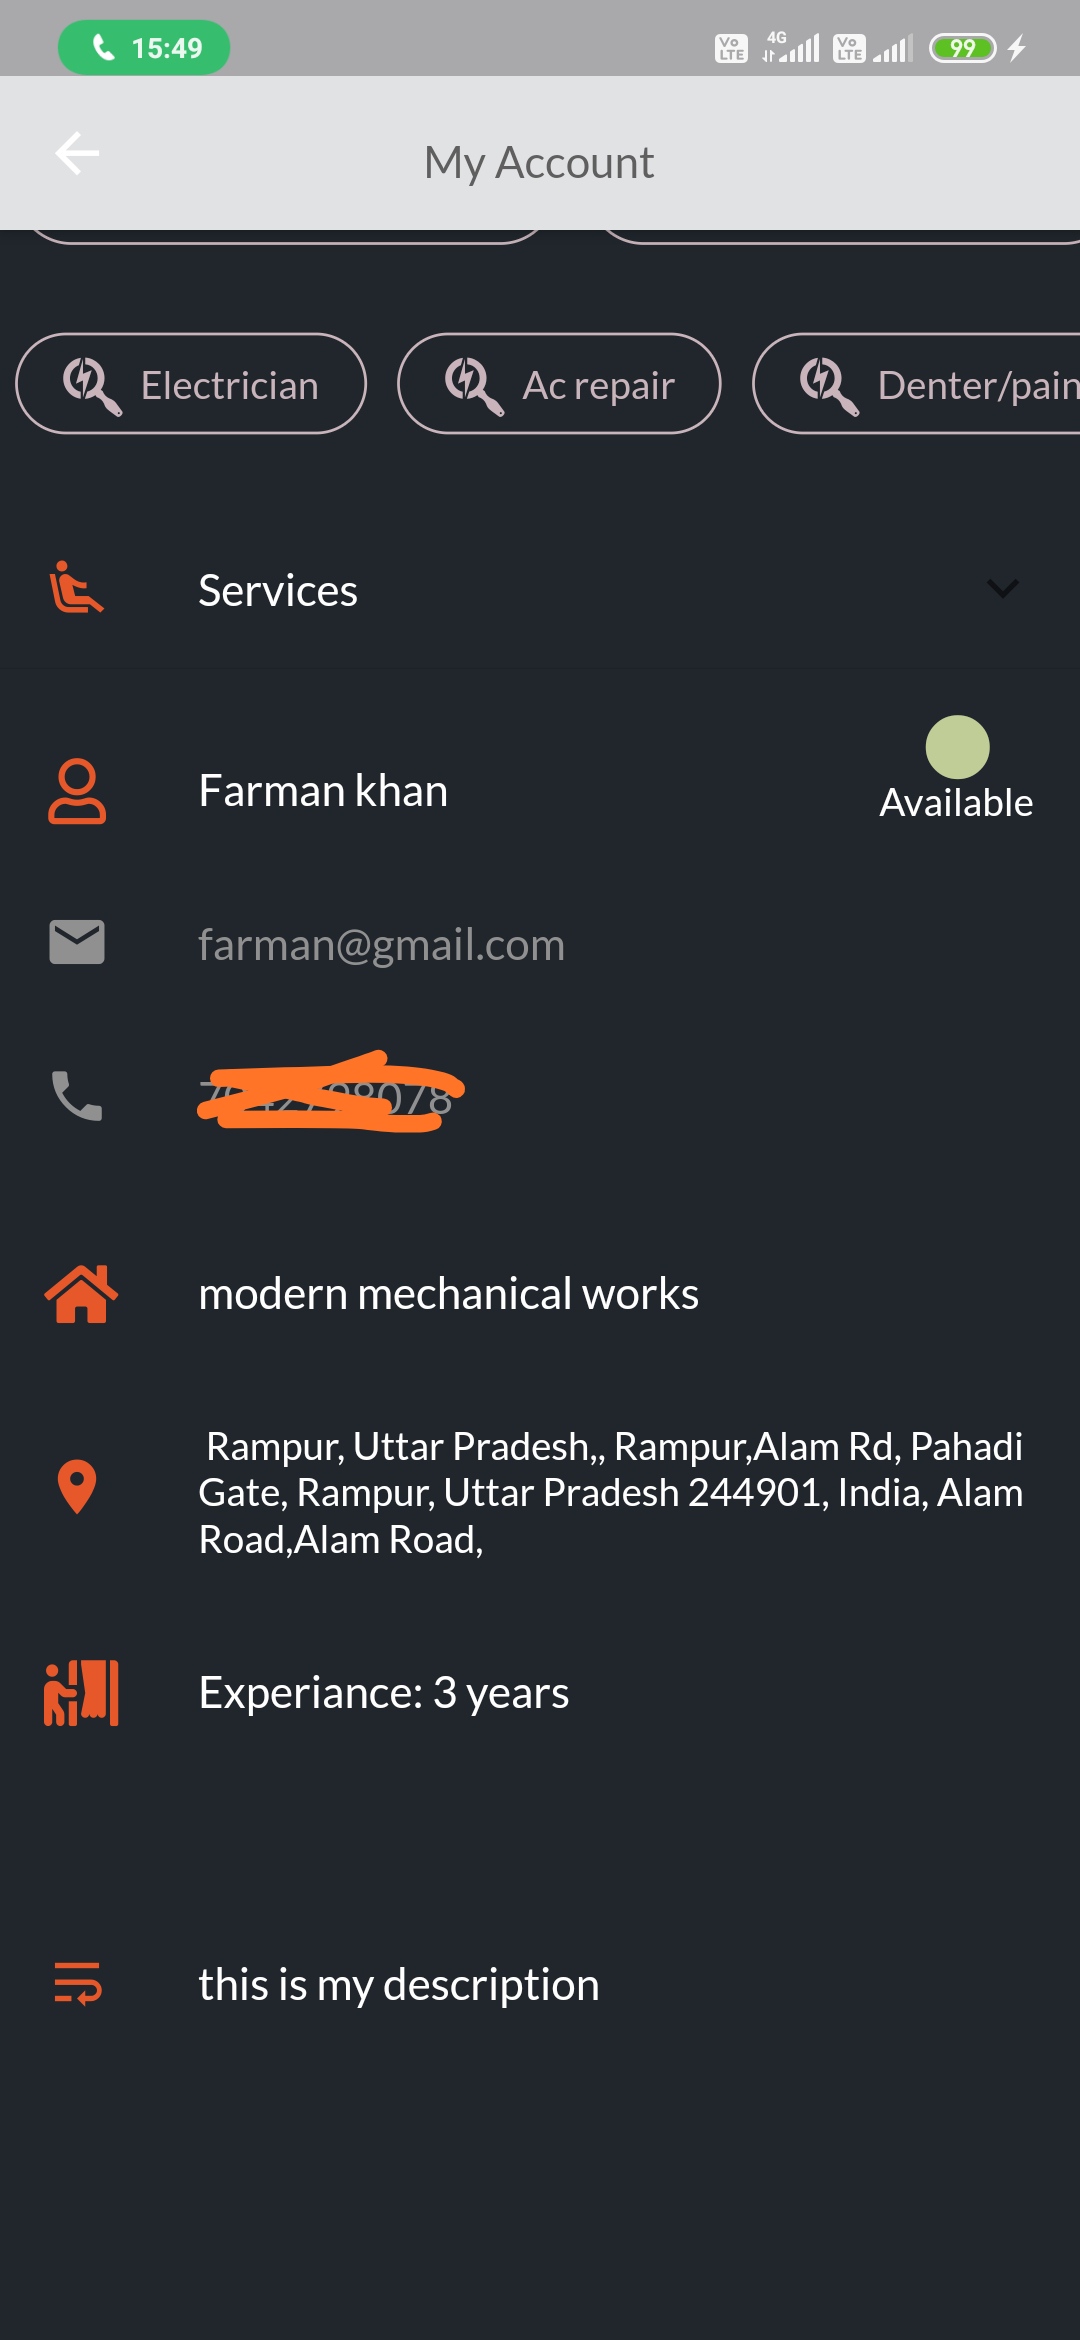 15:49
Vo LTE 4G Vo LTE 99
My Account
Electrician Ac repair Denter/pain
Services
Farman khan
Available
farman@gmail.com
modern mechanical works
Rampur, Uttar Pradesh,, Rampur,Alam Rd, Pahadi
Gate, Rampur, Uttar Pradesh 244901, India, Alam
Road,Alam Road,
Experiance: 3 years
this is my description